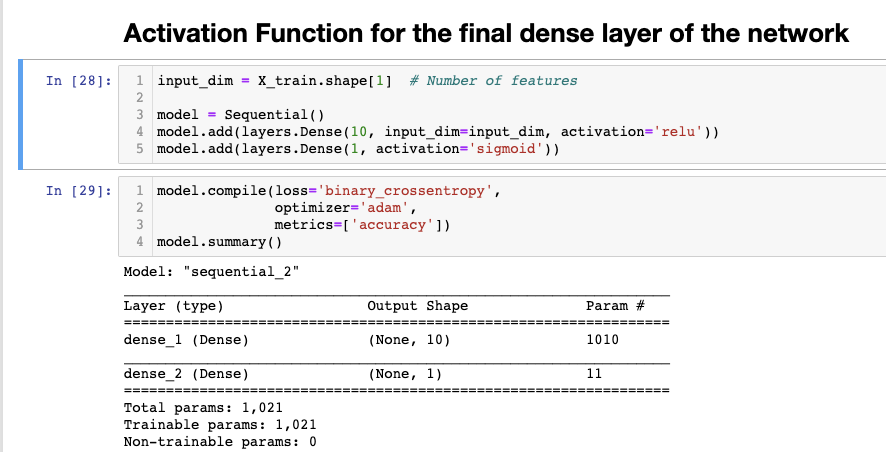 Activation Function for the final dense layer of the network
In [28]:
1 input_dim = X_train.shape[1]  # Number of features
2
3 model = Sequential()
4 model.add(layers.Dense(10, input_dim=input_dim, activation='relu'))
5 model.add(layers.Dense(1, activation='sigmoid'))
In [29]:
1 model.compile(loss='binary_crossentropy',
2               optimizer='adam',
3               metrics=['accuracy'])
4 model.summary()
Model: "sequential_2"
_________________________________________________________________
Layer (type)                 Output Shape              Param #
=================================================================
dense_1 (Dense)              (None, 10)                1010
_________________________________________________________________
dense_2 (Dense)              (None, 1)                 11
=================================================================
Total params: 1,021
Trainable params: 1,021
Non-trainable params: 0